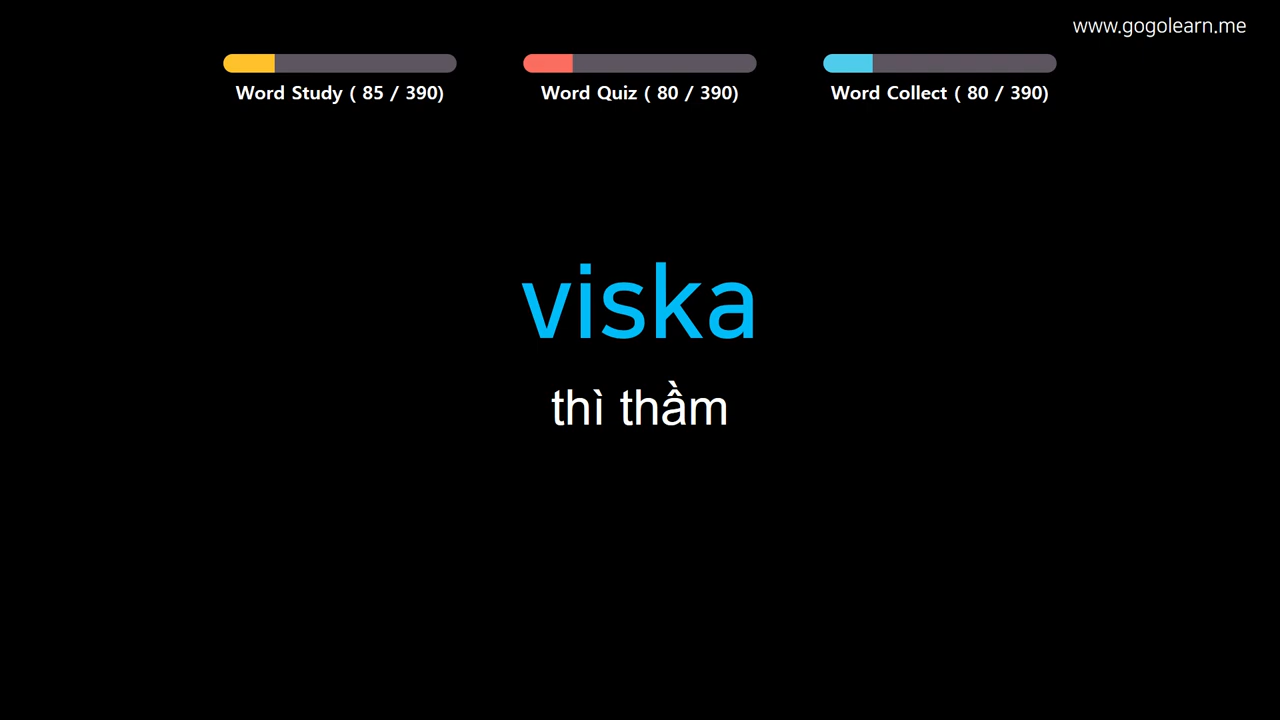 www.gogolearn.me
Word Study ( 85 / 390)
Word Quiz ( 80 / 390)
Word Collect ( 80 / 390)
viska
thì thầm